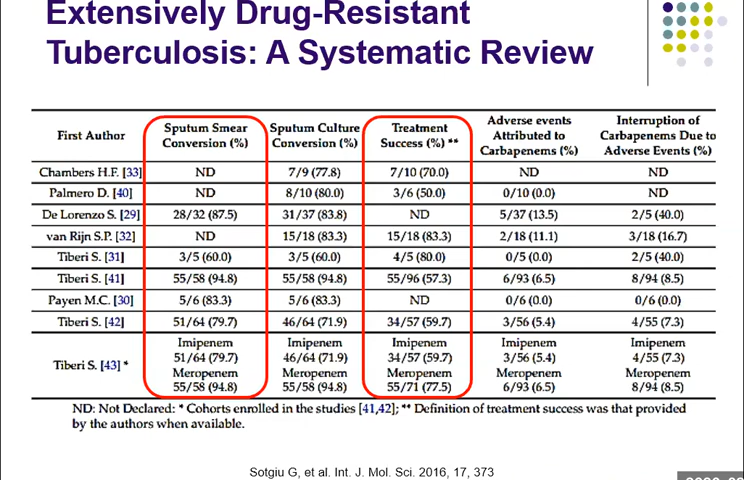 Extensively Drug-Resistant
Tuberculosis: A Systematic Review
First Author Sputum Smear Conversion (%) Sputum Culture Conversion (%) Treatment Success (%) ** Adverse events Attributed to Carbapenems (%) Interruption of Carbapenems Due to Adverse Events (%)
Chambers H.F. [33] ND 7/9 (77.8) 7/10 (70.0) ND ND
Palmero D. [40] ND 8/10 (80.0) 3/6 (50.0) 0/10 (0.0) ND
De Lorenzo S. [29] 28/32 (87.5) 31/37 (83.8) ND 5/37 (13.5) 2/5 (40.0)
van Rijn S.P. [32] ND 15/18 (83.3) 15/18 (83.3) 2/18 (11.1) 3/18 (16.7)
Tiberi S. [31] 3/5 (60.0) 3/5 (60.0) 4/5 (80.0) 0/5 (0.0) 2/5 (40.0)
Tiberi S. [41] 55/58 (94.8) 55/58 (94.8) 55/96 (57.3) 6/93 (6.5) 8/94 (8.5)
Payen M.C. [30] 5/6 (83.3) 5/6 (83.3) ND 0/6 (0.0) 0/6 (0.0)
Tiberi S. [42] 51/64 (79.7) 46/64 (71.9) 34/57 (59.7) 3/56 (5.4) 4/55 (7.3)
Tiberi S. [43] *
Imipenem Imipenem Imipenem Imipenem Imipenem
51/64 (79.7) 46/64 (71.9) 34/57 (59.7) 3/56 (5.4) 4/55 (7.3)
Meropenem Meropenem Meropenem Meropenem Meropenem
55/58 (94.8) 55/58 (94.8) 55/71 (77.5) 6/93 (6.5) 8/94 (8.5)
ND: Not Declared: * Cohorts enrolled in the studies [41,42]; ** Definition of treatment success was that provided
by the authors when available.
Sotgiu G, et al. Int. J. Mol. Sci. 2016, 17, 373